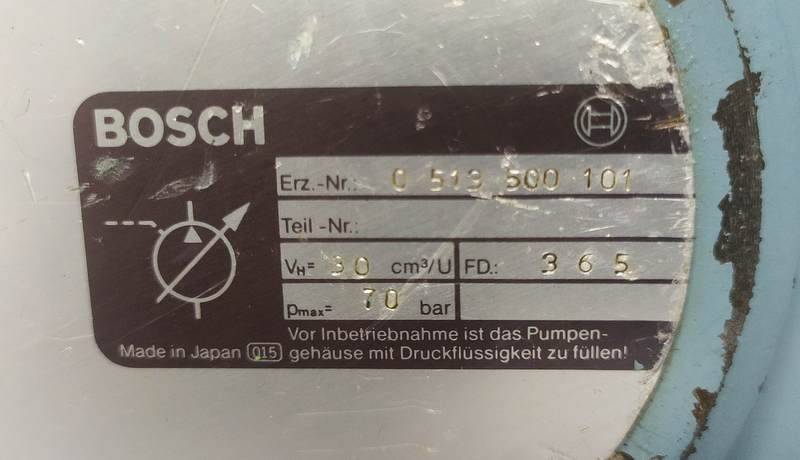 BOSCH
Erz.-Nr.: 0 513 500 101
Teil -Nr.:
VH= 30 cm³/U FD.: 365
pmax= 70 bar
Vor Inbetriebnahme ist das Pumpen-
Made in Japan 015 gehäuse mit Druckflüssigkeit zu füllen!